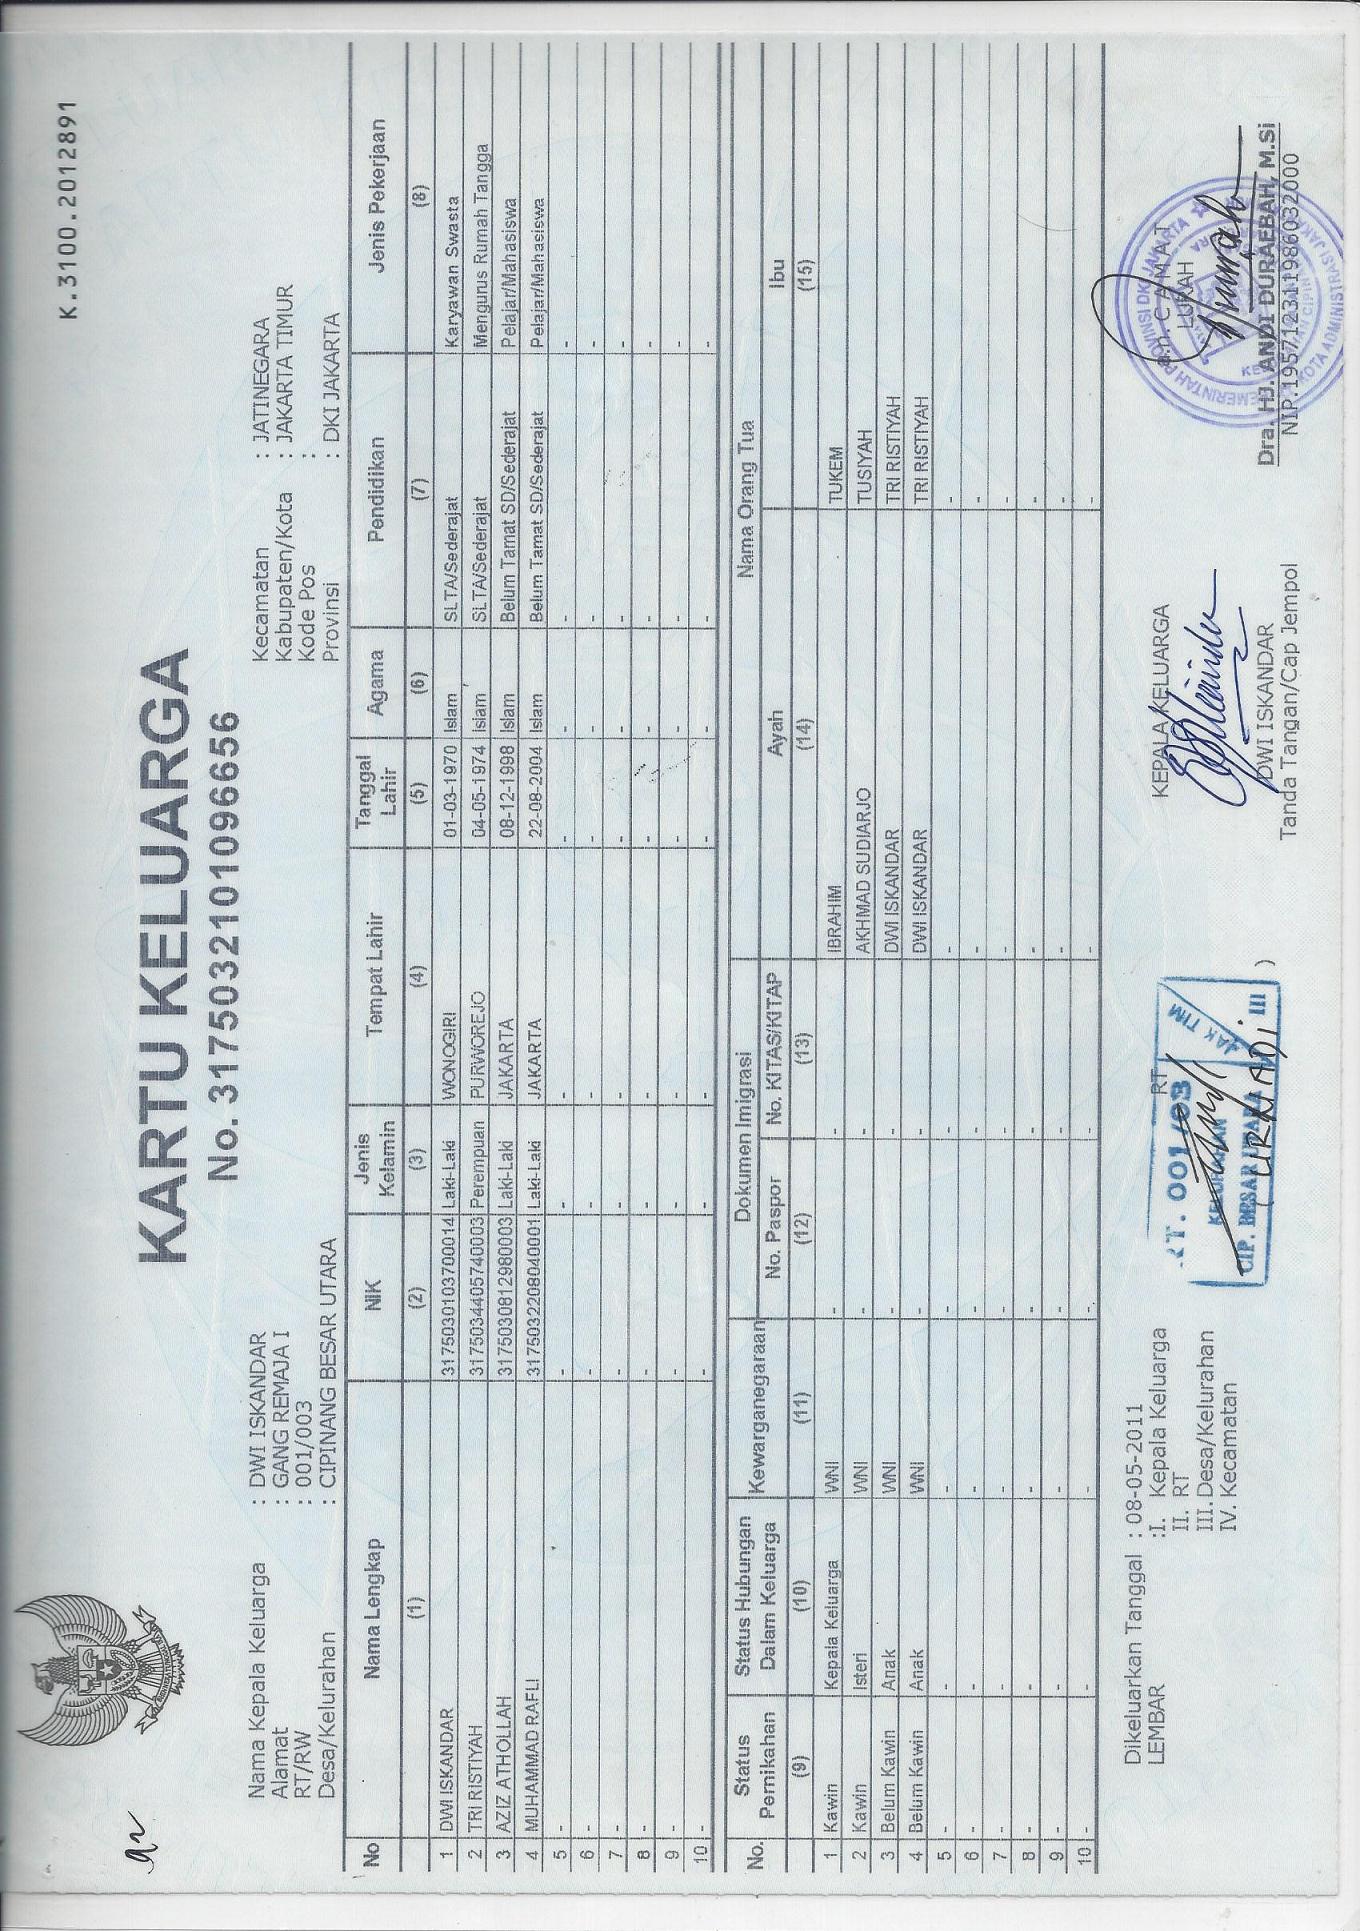 K.3100.2012891
KARTU KELUARGA
No. 3175032101096656
Nama Kepala Keluarga : DWI ISKANDAR
Alamat : GANG REMAJA I
RT/RW : 001/003
Desa/Kelurahan : CIPINANG BESAR UTARA
Kecamatan : JATINEGARA
Kabupaten/Kota : JAKARTA TIMUR
Kode Pos :
Provinsi : DKI JAKARTA
No Nama Lengkap NIK Jenis Kelamin Tempat Lahir Tanggal Lahir Agama Pendidikan Jenis Pekerjaan
(1) (2) (3) (4) (5) (6) (7) (8)
1 DWI ISKANDAR 3175030103700014 Laki-Laki WONOGIRI 01-03-1970 Islam SLTA/Sederajat Karyawan Swasta
2 TRI RISTIYAH 3175034405740003 Perempuan PURWOREJO 04-05-1974 Islam SLTA/Sederajat Mengurus Rumah Tangga
3 AZIZ ATHOLLAH 3175030812980003 Laki-Laki JAKARTA 08-12-1998 Islam Belum Tamat SD/Sederajat Pelajar/Mahasiswa
4 MUHAMMAD RAFLI 3175032208040001 Laki-Laki JAKARTA 22-08-2004 Islam Belum Tamat SD/Sederajat Pelajar/Mahasiswa
5 - - - - - - - -
6 - - - - - - - -
7 - - - - - - - -
8 - - - - - - - -
9 - - - - - - - -
10 - - - - - - - -
No. Status Pernikahan Status Hubungan Dalam Keluarga Kewarganegaraan Dokumen Imigrasi Nama Orang Tua
No. Paspor No. KITAS/KITAP Ayah Ibu
(9) (10) (11) (12) (13) (14) (15)
1 Kawin Kepala Keluarga WNI - - IBRAHIM TUKEM
2 Kawin Isteri WNI - - AKHMAD SUDIARJO TUSIYAH
3 Belum Kawin Anak WNI - - DWI ISKANDAR TRI RISTIYAH
4 Belum Kawin Anak WNI - - DWI ISKANDAR TRI RISTIYAH
5 - - - - - - -
6 - - - - - - -
7 - - - - - - -
8 - - - - - - -
9 - - - - - - -
10 - - - - - - -
Dikeluarkan Tanggal : 08-05-2011
LEMBAR :I. Kepala Keluarga
II. RT
III. Desa/Kelurahan
IV. Kecamatan
RT
RT. 001/03
KELURAHAN
CIP. BESAR UTARA III
JAK TIM
KEPALA KELUARGA
DWI ISKANDAR
Tanda Tangan/Cap Jempol
a.n. CAMAT
LURAH
PEMERINTAH PROVINSI DKI JAKARTA
KOTA ADMINISTRASI JAKARTA
Dra. HJ. ANDI DURAEBAH, M.Si
NIP.195712311986032000